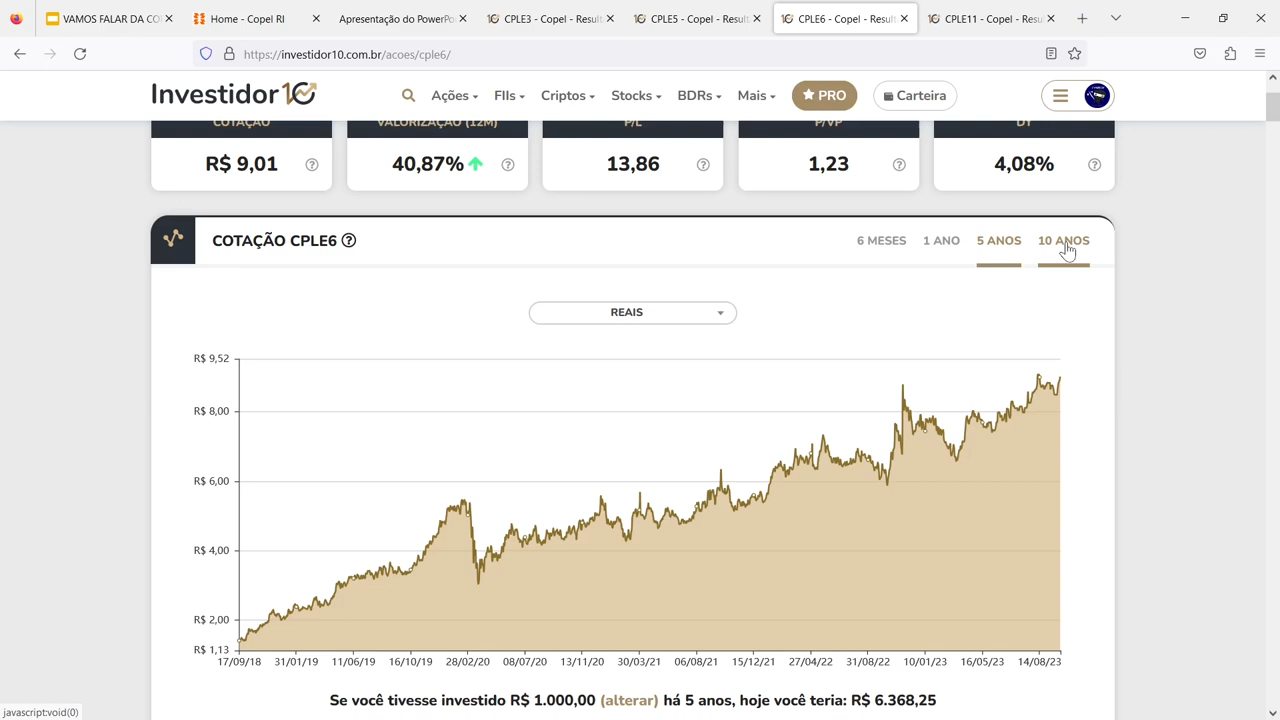 VAMOS FALAR DA CO
Home - Copel RI
Apresentação do PowerPo
CPLE3 - Copel - Result
CPLE5 - Copel - Result
CPLE6 - Copel - Result
CPLE11 - Copel - Resu
https://investidor10.com.br/acoes/cple6/
Investidor10
Ações
FIIs
Criptos
Stocks
BDRs
Mais
PRO
Carteira
COTAÇÃO
VALORIZAÇÃO (12M)
P/L
P/VP
DY
R$ 9,01
40,87%
13,86
1,23
4,08%
COTAÇÃO CPLE6
6 MESES
1 ANO
5 ANOS
10 ANOS
REAIS
R$ 9,52
R$ 8,00
R$ 6,00
R$ 4,00
R$ 2,00
R$ 1,13
17/09/18
31/01/19
11/06/19
16/10/19
28/02/20
08/07/20
13/11/20
30/03/21
06/08/21
15/12/21
27/04/22
31/08/22
10/01/23
16/05/23
14/08/23
Se você tivesse investido R$ 1.000,00 (alterar) há 5 anos, hoje você teria: R$ 6.368,25
javascript:void(0)